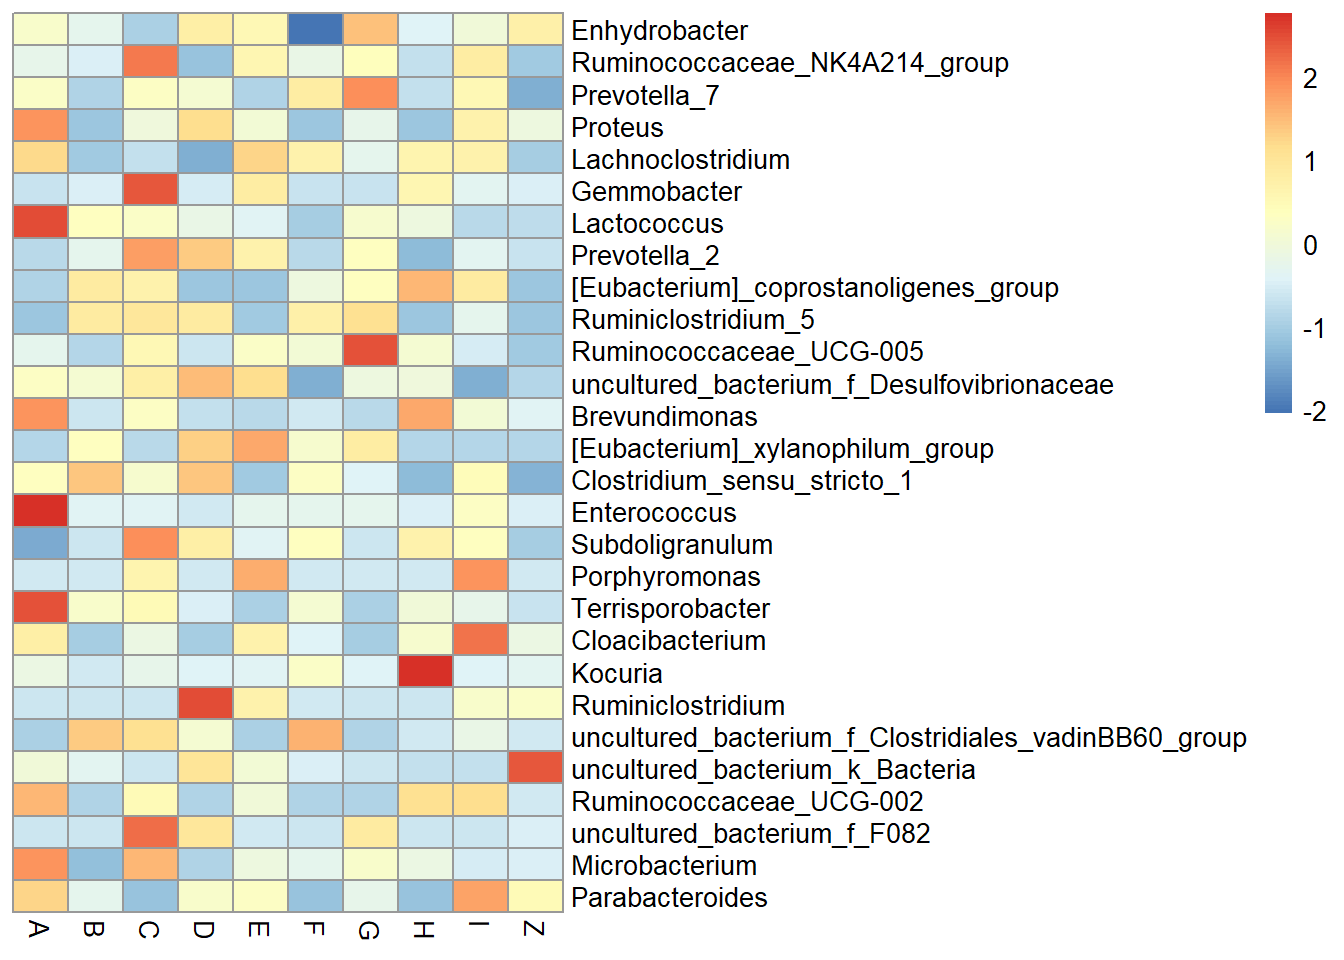 Enhydrobacter
Ruminococcaceae_NK4A214_group
Prevotella_7
Proteus
Lachnoclostridium
Gemmobacter
Lactococcus
Prevotella_2
[Eubacterium]_coprostanoligenes_group
Ruminiclostridium_5
Ruminococcaceae_UCG-005
uncultured_bacterium_f_Desulfovibrionaceae
Brevundimonas
[Eubacterium]_xylanophilum_group
Clostridium_sensu_stricto_1
Enterococcus
Subdoligranulum
Porphyromonas
Terrisporobacter
Cloacibacterium
Kocuria
Ruminiclostridium
uncultured_bacterium_f_Clostridiales_vadinBB60_group
uncultured_bacterium_k_Bacteria
Ruminococcaceae_UCG-002
uncultured_bacterium_f_F082
Microbacterium
Parabacteroides
A B C D E F G H I Z
2
1
0
-1
-2